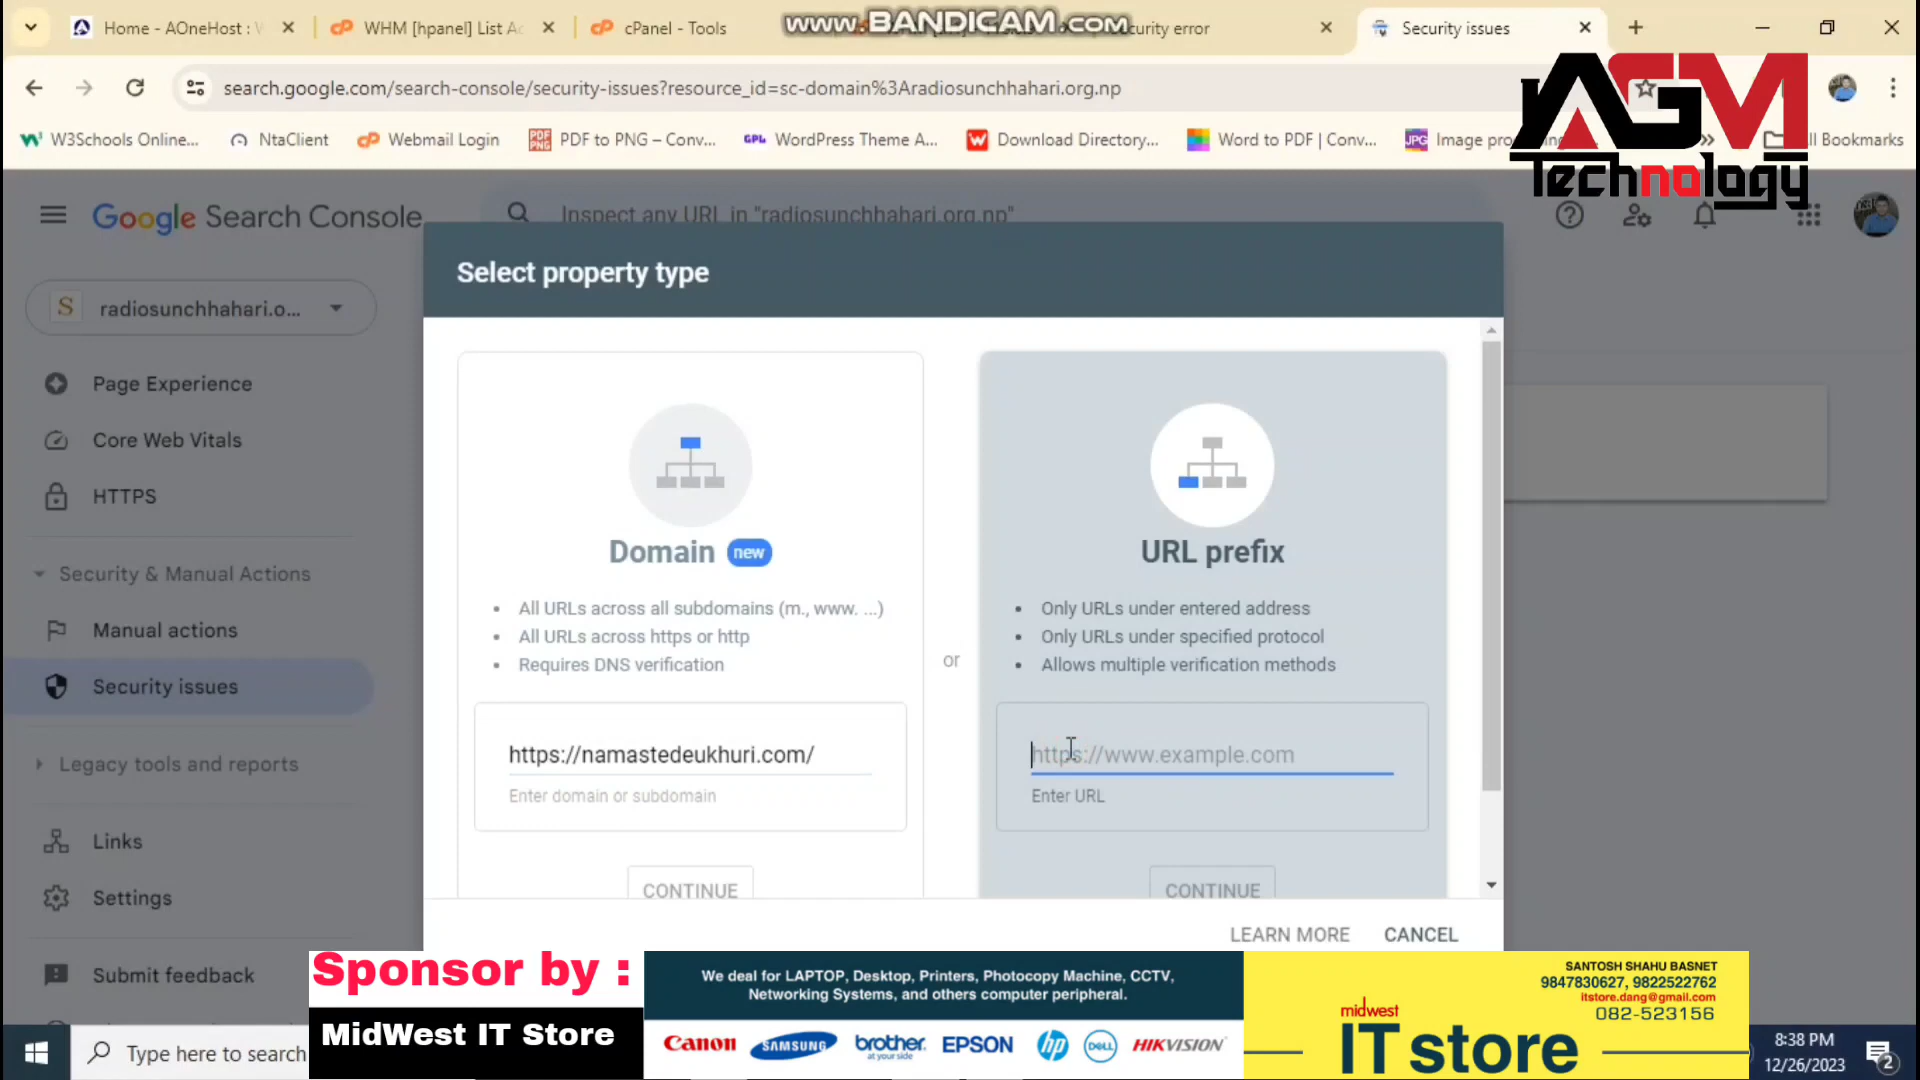 Home - AOneHost :
WHM [hpanel] List Ac
cPanel - Tools
www.BANDICAM.com
curity error
Security issues
search.google.com/search-console/security-issues?resource_id=sc-domain%3Aradiosunchhahari.org.np
W3Schools Online...
NtaClient
Webmail Login
PDF to PNG – Conv...
WordPress Theme A...
Download Directory...
Word to PDF | Conv...
All Bookmarks
AGM
Technology
Google Search Console
Inspect any URL in "radiosunchhahari.org.np"
radiosunchhahari.o...
Page Experience
Core Web Vitals
HTTPS
Security & Manual Actions
Manual actions
Security issues
Legacy tools and reports
Links
Settings
Submit feedback
Select property type
Domain new
All URLs across all subdomains (m., www. ...)
All URLs across https or http
Requires DNS verification
https://namastedeukhuri.com/
Enter domain or subdomain
CONTINUE
or
URL prefix
Only URLs under entered address
Only URLs under specified protocol
Allows multiple verification methods
https://www.example.com
Enter URL
CONTINUE
LEARN MORE
CANCEL
Sponsor by :
MidWest IT Store
We deal for LAPTOP, Desktop, Printers, Photocopy Machine, CCTV,
Networking Systems, and others computer peripheral.
Canon SAMSUNG brother EPSON hp DELL HIKVISION
at your side
SANTOSH SHAHU BASNET
9847830627, 9822522762
itstore.dang@gmail.com
082-523156
midwest
IT store
Type here to search
8:38 PM
12/26/2023
2